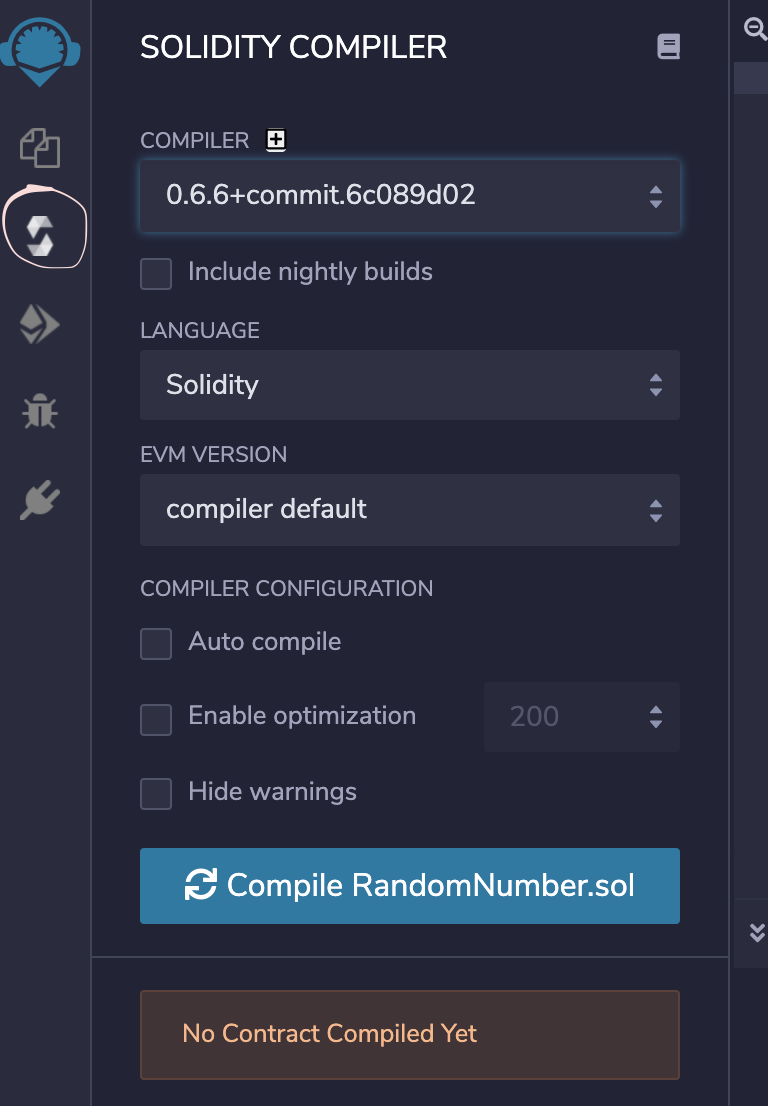 SOLIDITY COMPILER
COMPILER
0.6.6+commit.6c089d02
Include nightly builds
LANGUAGE
Solidity
EVM VERSION
compiler default
COMPILER CONFIGURATION
Auto compile
Enable optimization 200
Hide warnings
Compile RandomNumber.sol
No Contract Compiled Yet